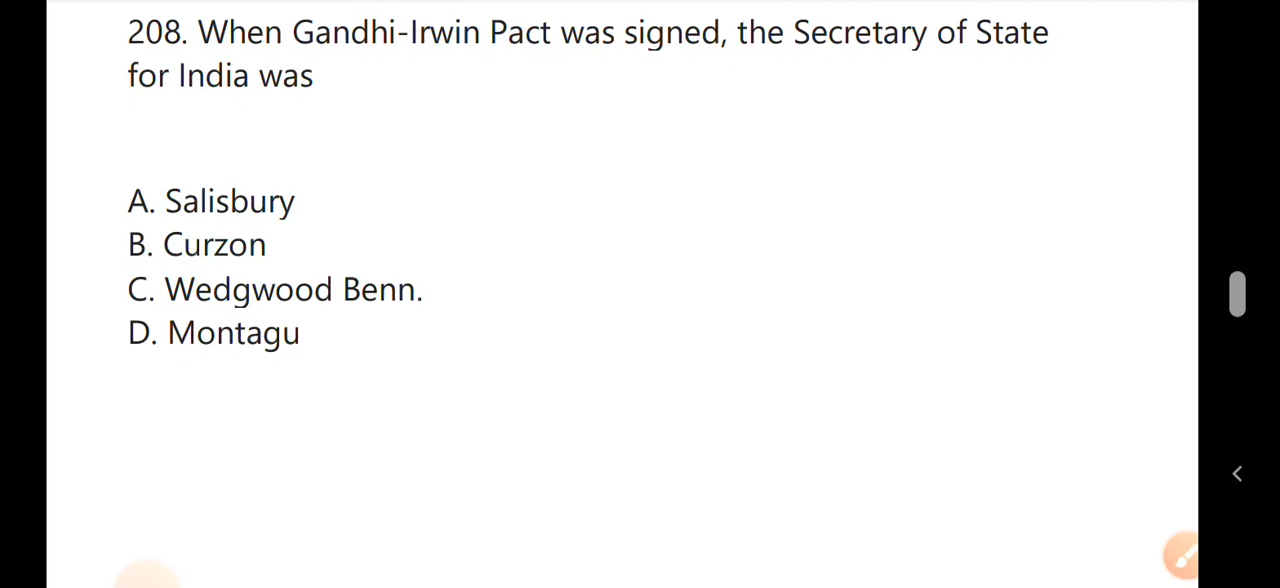 208. When Gandhi-Irwin Pact was signed, the Secretary of State
for India was
A. Salisbury
B. Curzon
C. Wedgwood Benn.
D. Montagu